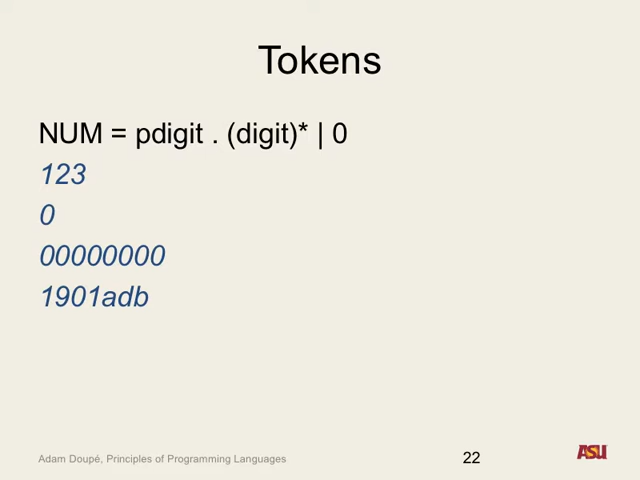 Tokens
NUM = pdigit . (digit)* | 0
123
0
00000000
1901adb
Adam Doupé, Principles of Programming Languages
22
ASU